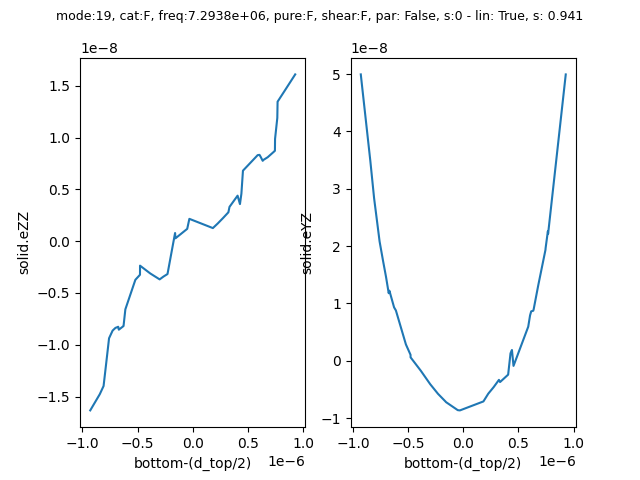 mode:19, cat:F, freq:7.2938e+06, pure:F, shear:F, par: False, s:0 - lin: True, s: 0.941
1e−8
1.5
1.0
0.5
0.0
−0.5
−1.0
−1.5
solid.eZZ
−1.0
−0.5
0.0
0.5
1.0
bottom-(d_top/2)
1e−6
1e−8
5
4
3
2
1
0
−1
solid.eYZ
−1.0
−0.5
0.0
0.5
1.0
bottom-(d_top/2)
1e−6